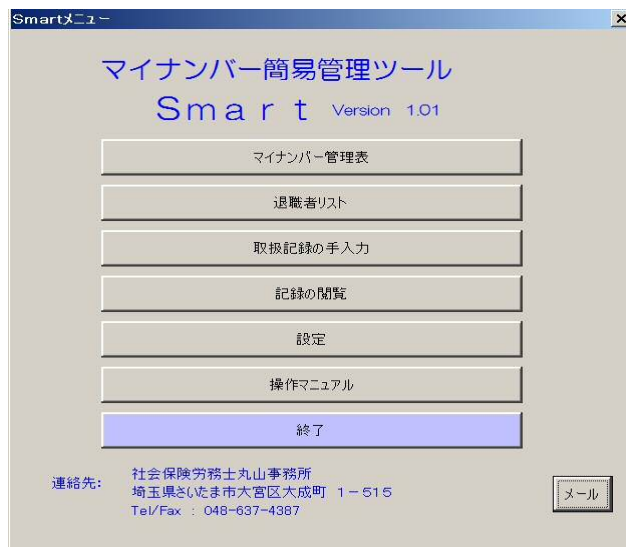 Smartメニュー
マイナンバー簡易管理ツール
Smart Version 1.01
マイナンバー管理表
退職者リスト
取扱記録の手入力
記録の閲覧
設定
操作マニュアル
終了
連絡先:
社会保険労務士丸山事務所
埼玉県さいたま市大宮区大成町 1-515
Tel/Fax : 048-637-4387
メール